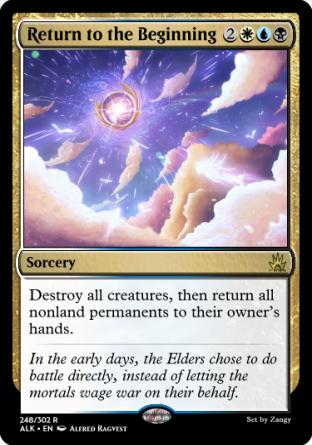 Return to the Beginning 2
Sorcery
Destroy all creatures, then return all
nonland permanents to their owner's
hands.
In the early days, the Elders chose to do
battle directly, instead of letting the
mortals wage war on their behalf.
248/302 R
ALK • EN ALFRED RAGVEST
Set by Zangy